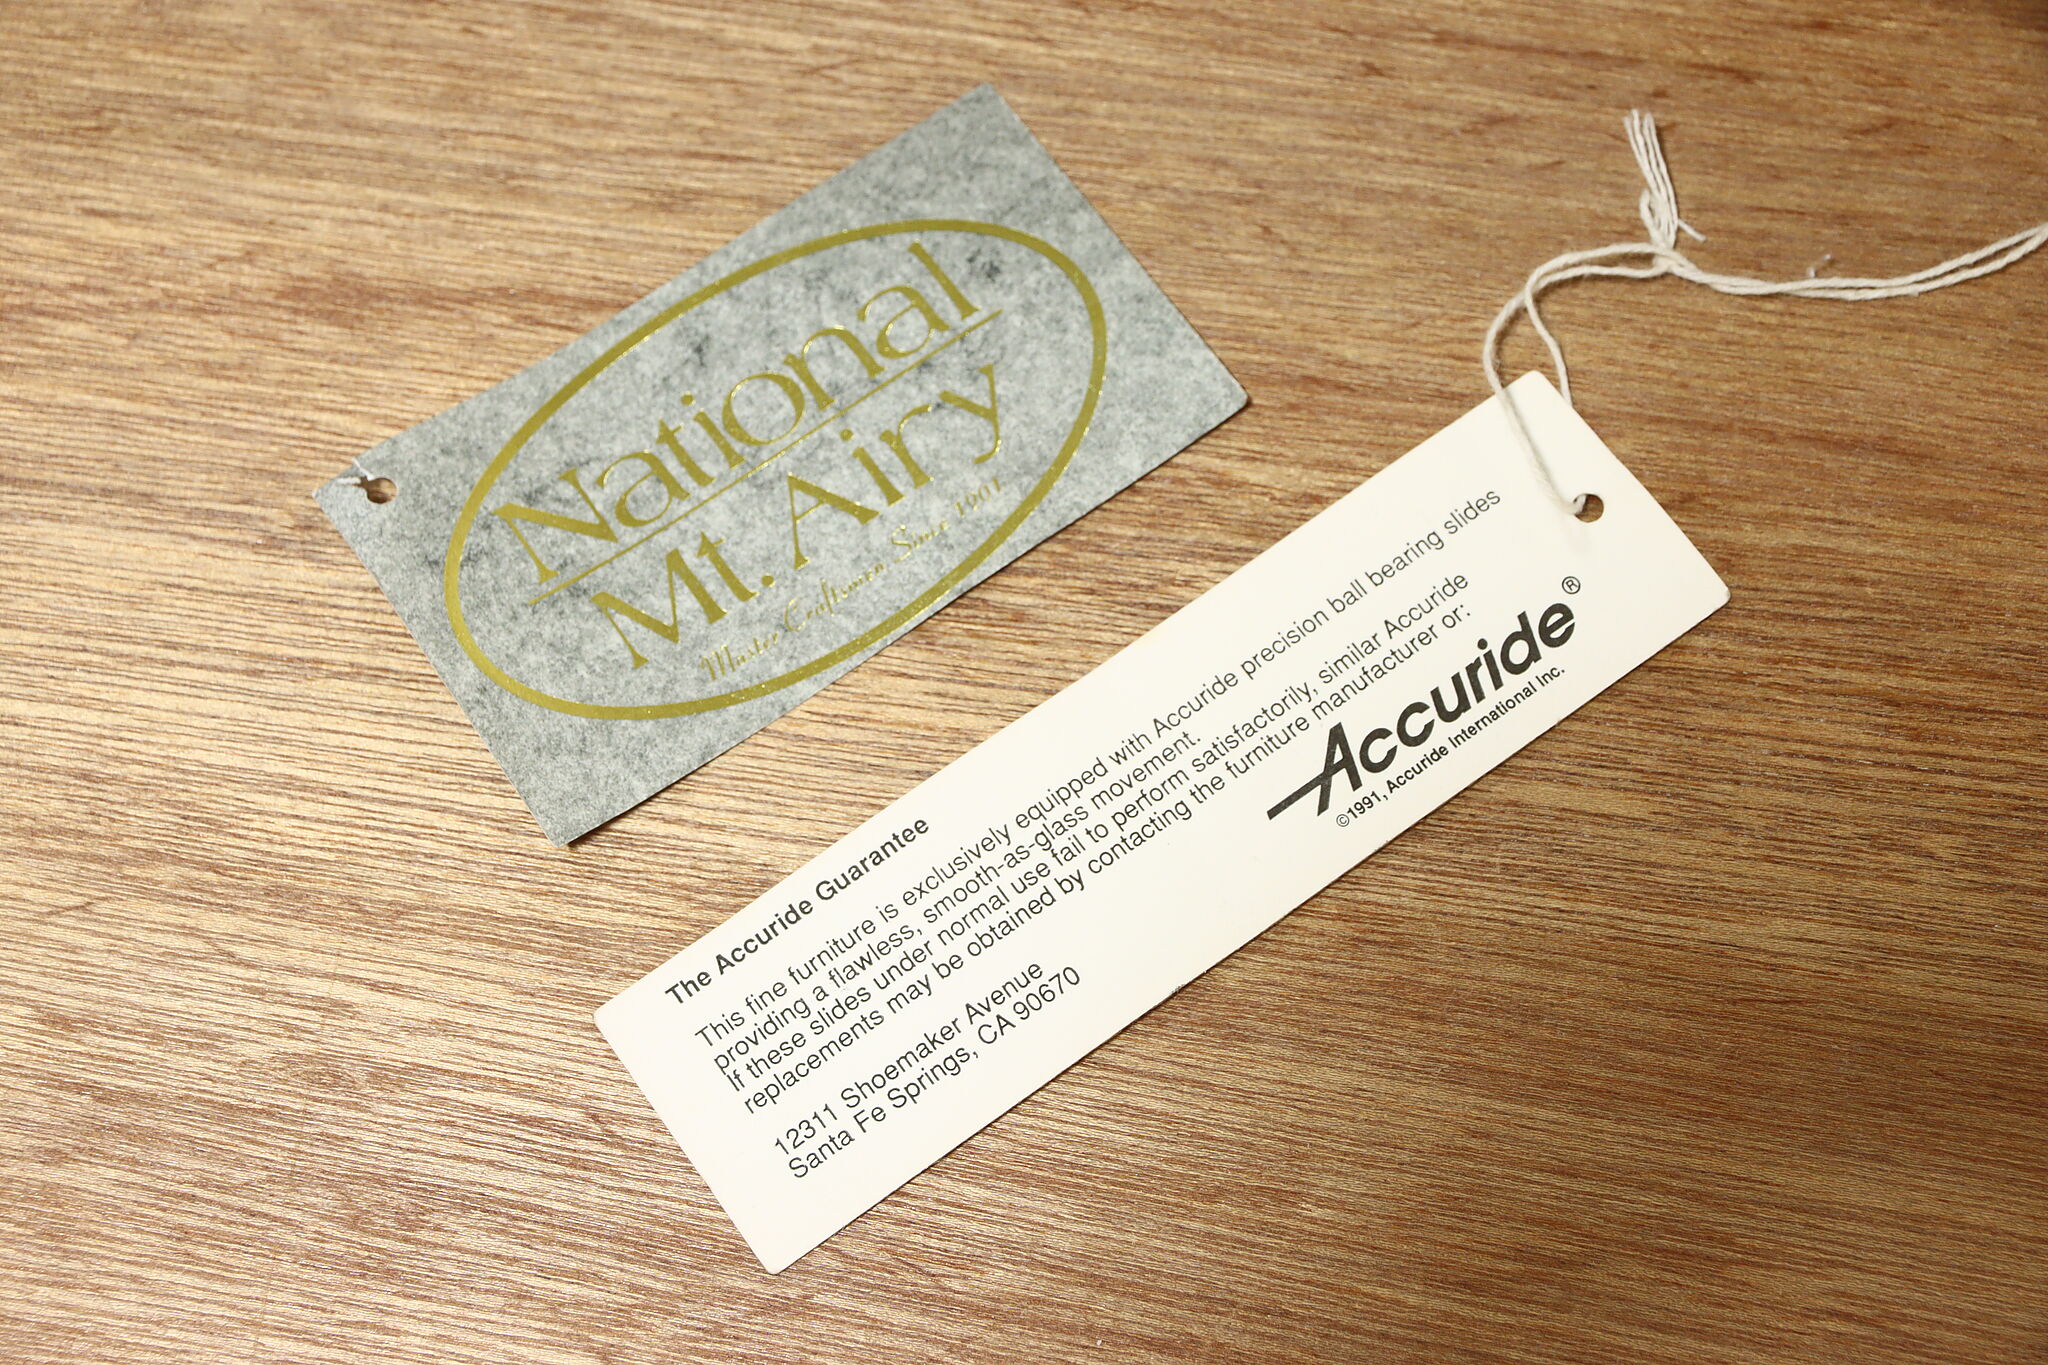 National
Mt. Airy
Master Craftsmen Since 1901
The Accuride Guarantee
This fine furniture is exclusively equipped with Accuride precision ball bearing slides
providing a flawless, smooth-as-glass movement.
If these slides under normal use fail to perform satisfactorily, similar Accuride
replacements may be obtained by contacting the furniture manufacturer or:
12311 Shoemaker Avenue
Santa Fe Springs, CA 90670
Accuride®
©1991, Accuride International Inc.